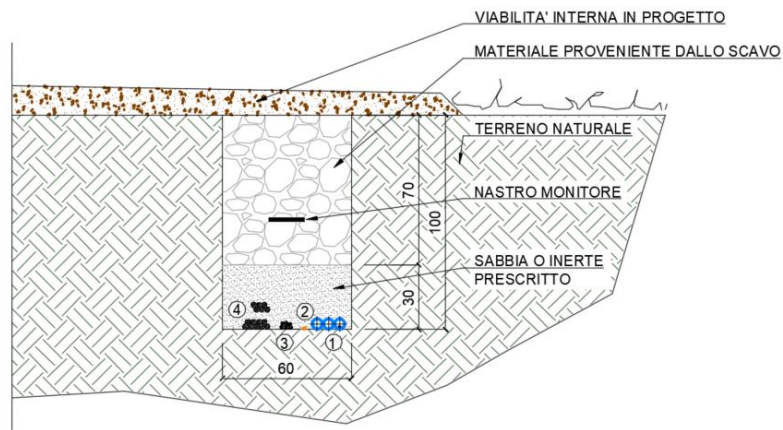 VIABILITA' INTERNA IN PROGETTO
MATERIALE PROVENIENTE DALLO SCAVO
TERRENO NATURALE
NASTRO MONITORE
SABBIA O INERTE
PRESCRITTO
70
100
30
4
2
3
1
60